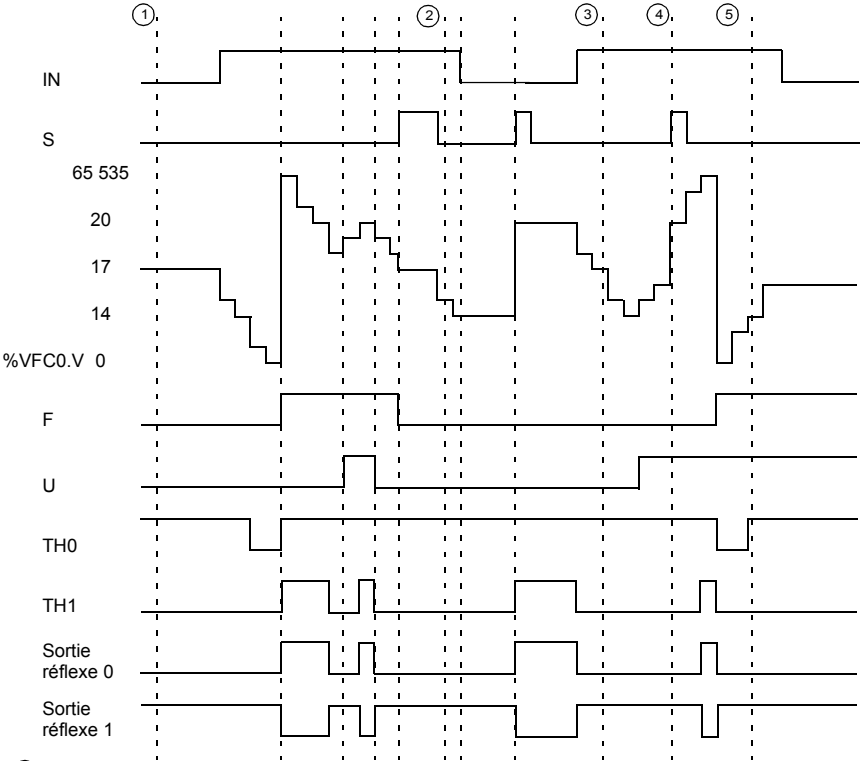 1 2 3 4 5
IN
S
65 535
20
17
14
%VFC0.V 0
F
U
TH0
TH1
Sortie
réflexe 0
Sortie
réflexe 1